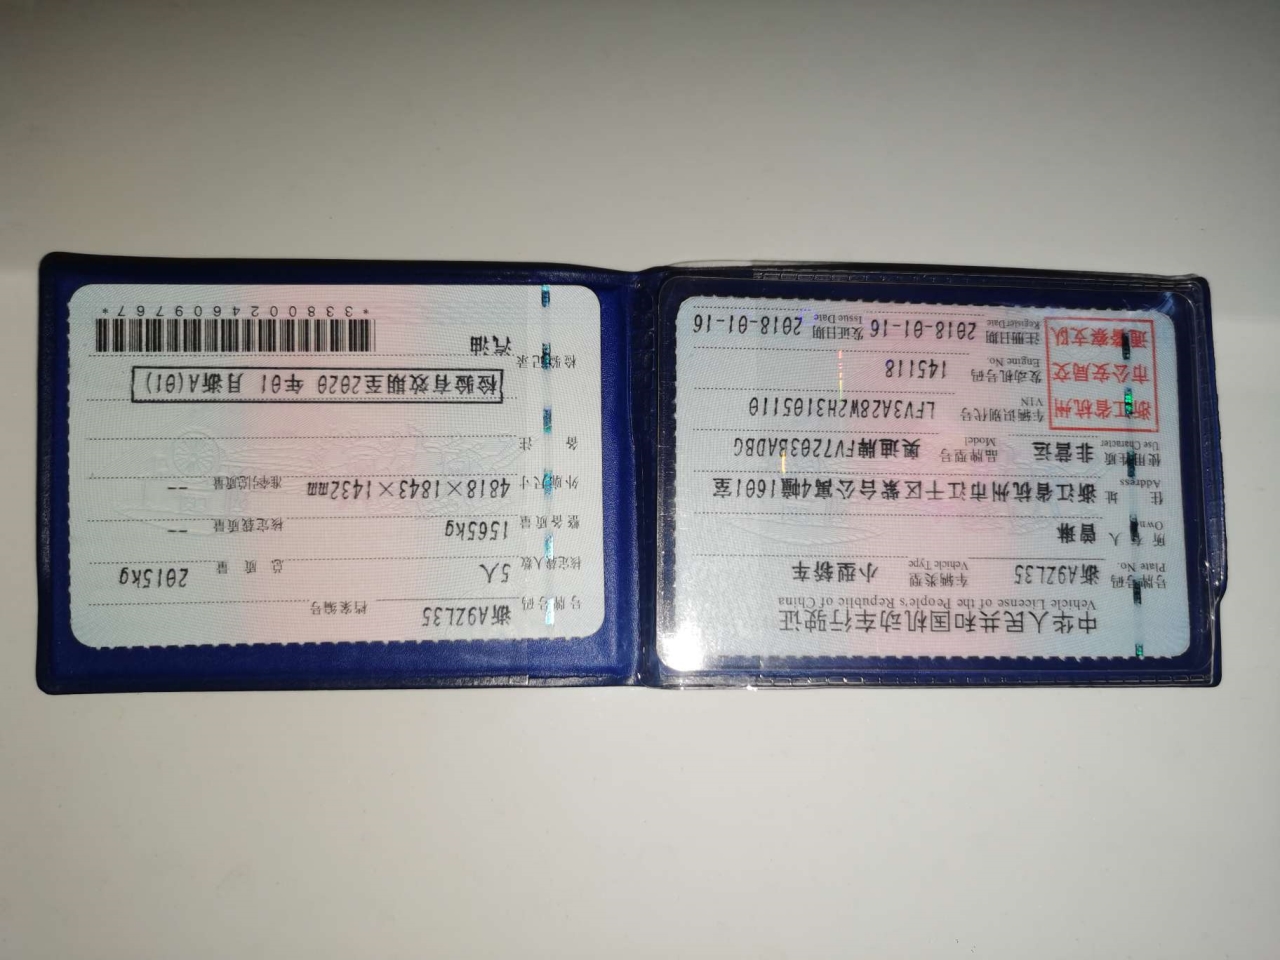 中华人民共和国机动车行驶证
Vehicle License of the People's Republic of China
号牌号码 Plate No. 浙A9ZL35 车辆类型 Vehicle Type 小型轿车
所有人 Owner 曾琳
住址 Address 浙江省杭州市江干区紫台公寓4幢1601室
使用性质 Use Character 非营运 品牌型号 Model 奥迪牌FV7203BADBG
浙江省杭州市公安局交通警察支队
车辆识别代号 VIN LFV3A28W2H3105110
发动机号码 Engine No. 145118
注册日期 Register Date 2018-01-16 发证日期 Issue Date 2018-01-16
号牌号码 浙A9ZL35 档案编号
核定载人数 5人 总质量 2015kg
整备质量 1565kg 核定载质量 --
外廓尺寸 4818×1843×1432mm 准牵引总质量 --
备注
检验有效期至2020年01月浙A(01)
检验记录
汽油
*3380024609767*